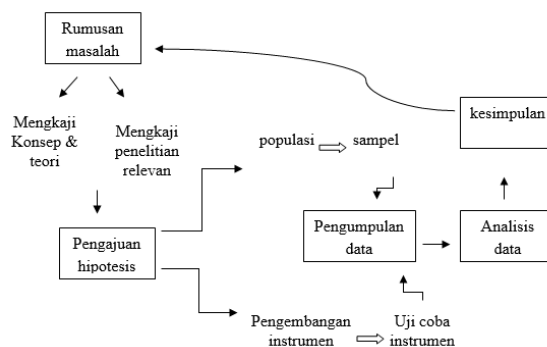 Rumusan
masalah
Mengkaji
Konsep &
teori
Mengkaji
penelitian
relevan
populasi
sampel
kesimpulan
Pengajuan
hipotesis
Pengumpulan
data
Analisis
data
Pengembangan
instrumen
Uji coba
instrumen